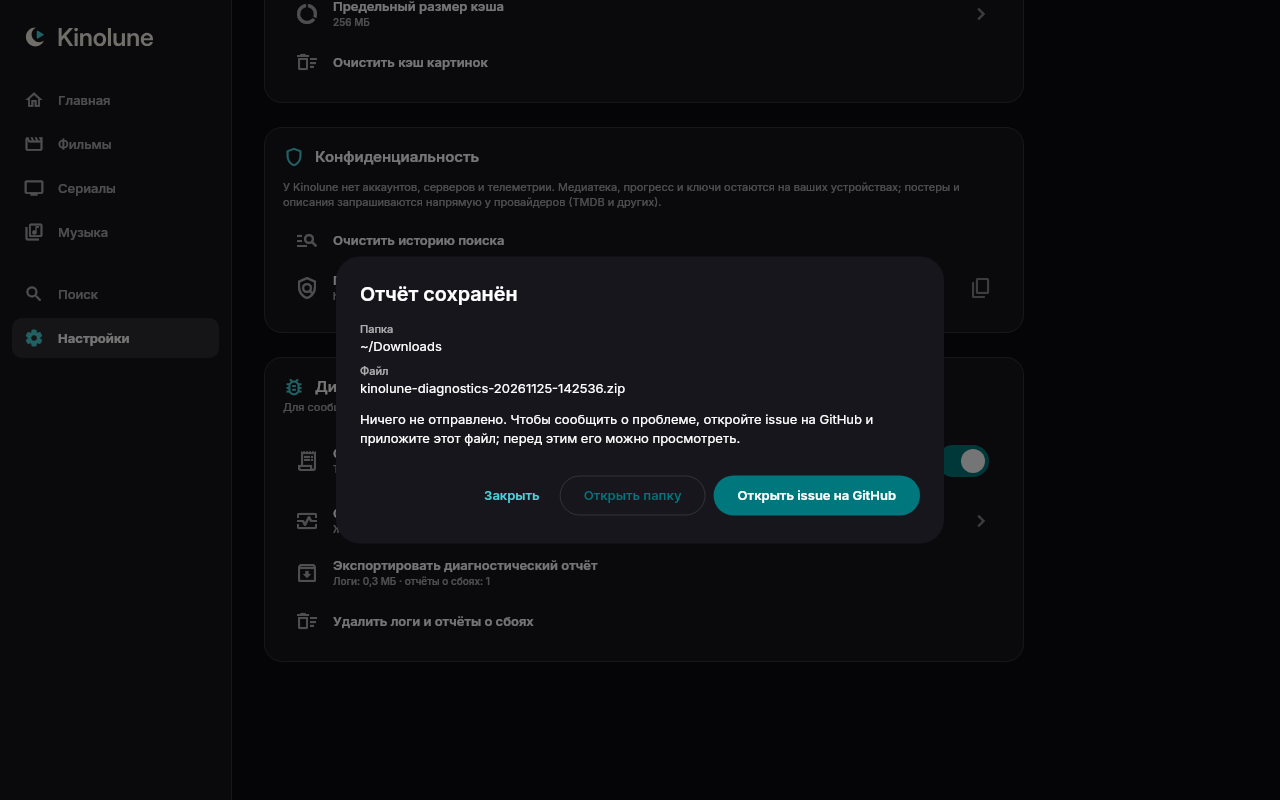 Kinolune
Главная
Фильмы
Сериалы
Музыка
Поиск
Настройки
Предельный размер кэша
256 МБ
Очистить кэш картинок
Конфиденциальность
У Kinolune нет аккаунтов, серверов и телеметрии. Медиатека, прогресс и ключи остаются на ваших устройствах; постеры и
описания запрашиваются напрямую у провайдеров (TMDB и других).
Очистить историю поиска
Отчёт сохранён
Папка
~/Downloads
Файл
kinolune-diagnostics-20261125-142536.zip
Ничего не отправлено. Чтобы сообщить о проблеме, откройте issue на GitHub и
приложите этот файл; перед этим его можно просмотреть.
Закрыть
Открыть папку
Открыть issue на GitHub
Для
Экспортировать диагностический отчёт
Логи: 0,3 МБ · отчёты о сбоях: 1
Удалить логи и отчёты о сбоях